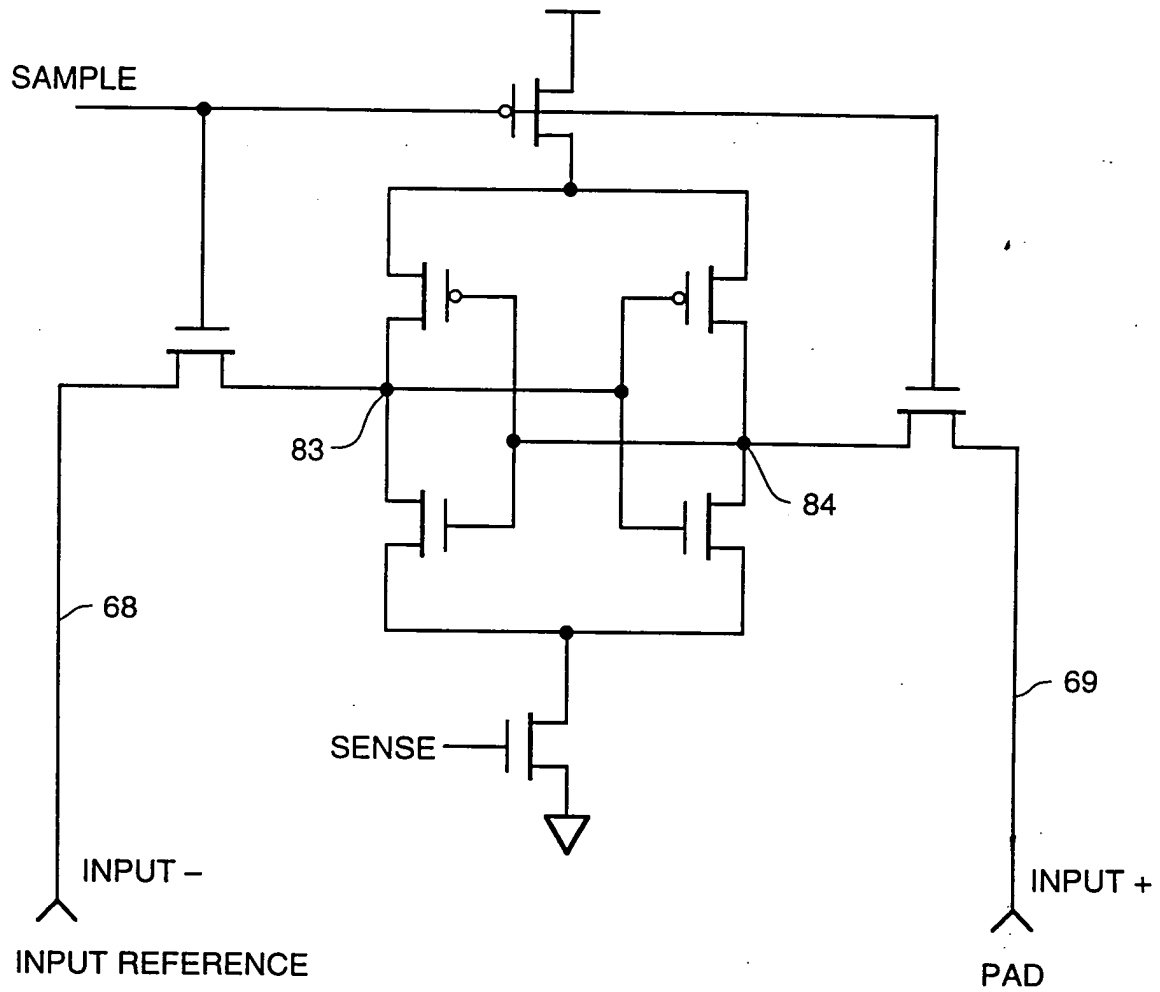 SAMPLE
83
84
68
69
SENSE
INPUT –
INPUT +
INPUT REFERENCE
PAD